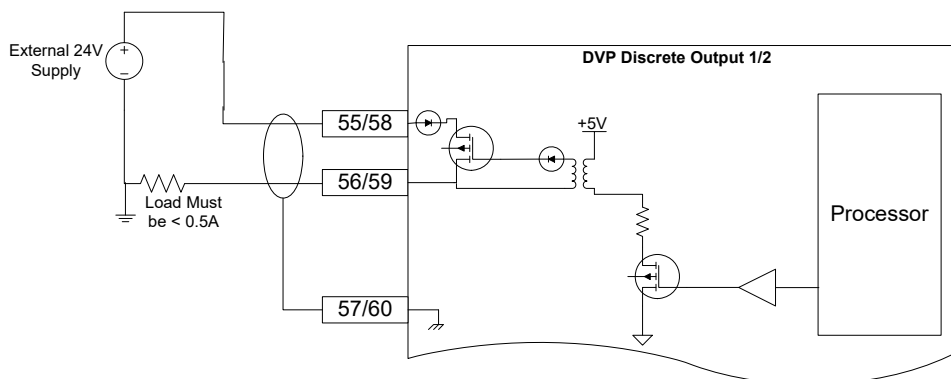 External 24V
Supply
+
−
DVP Discrete Output 1/2
55/58
+5V
56/59
Load Must
be < 0.5A
Processor
57/60